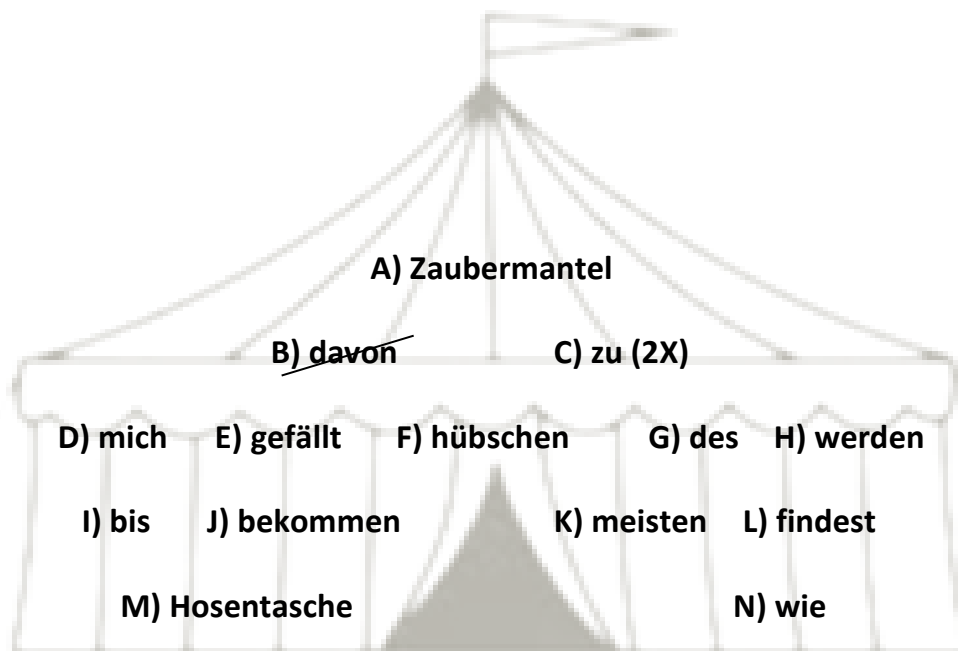 A) Zaubermantel
B) davon C) zu (2X)
D) mich E) gefällt F) hübschen G) des H) werden
I) bis J) bekommen K) meisten L) findest
M) Hosentasche N) wie